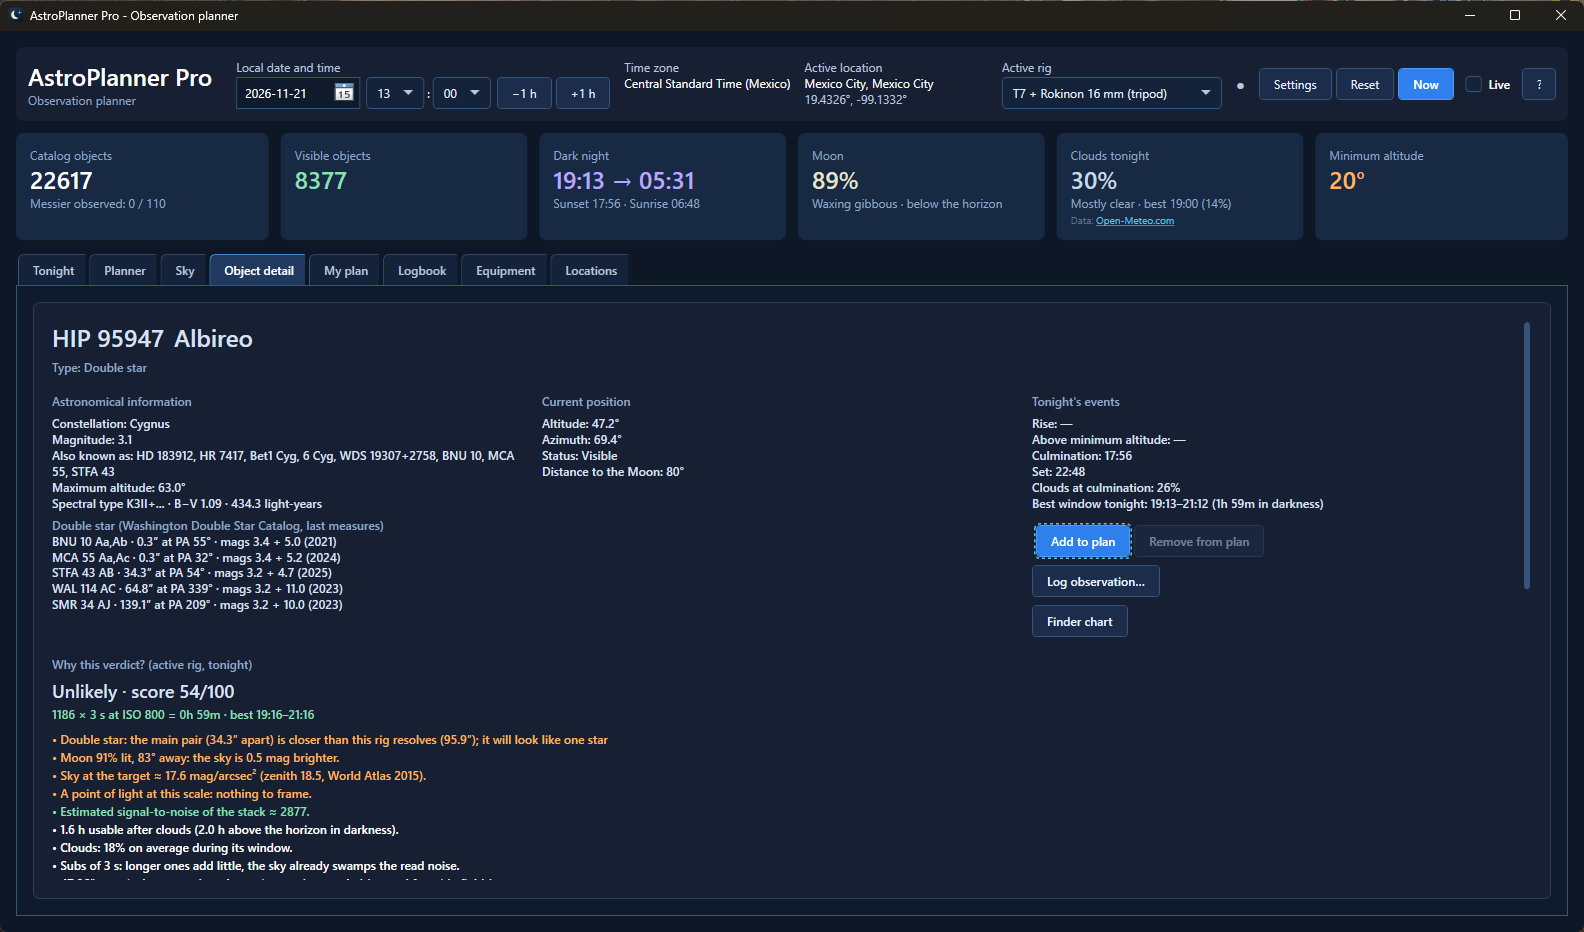 AstroPlanner Pro - Observation planner
AstroPlanner Pro
Observation planner
Local date and time
2026-11-21
15
13
:
00
−1 h
+1 h
Time zone
Central Standard Time (Mexico)
Active location
Mexico City, Mexico City
19.4326°, -99.1332°
Active rig
T7 + Rokinon 16 mm (tripod)
Settings
Reset
Now
Live
?
Catalog objects
22617
Messier observed: 0 / 110
Visible objects
8377
Dark night
19:13 → 05:31
Sunset 17:56 · Sunrise 06:48
Moon
89%
Waxing gibbous · below the horizon
Clouds tonight
30%
Mostly clear · best 19:00 (14%)
Data: Open-Meteo.com
Minimum altitude
20°
Tonight
Planner
Sky
Object detail
My plan
Logbook
Equipment
Locations
HIP 95947 Albireo
Type: Double star
Astronomical information
Constellation: Cygnus
Magnitude: 3.1
Also known as: HD 183912, HR 7417, Bet1 Cyg, 6 Cyg, WDS 19307+2758, BNU 10, MCA
55, STFA 43
Maximum altitude: 63.0°
Spectral type K3II+... · B−V 1.09 · 434.3 light-years
Double star (Washington Double Star Catalog, last measures)
BNU 10 Aa,Ab · 0.3″ at PA 55° · mags 3.4 + 5.0 (2021)
MCA 55 Aa,Ac · 0.3″ at PA 32° · mags 3.4 + 5.2 (2024)
STFA 43 AB · 34.3″ at PA 54° · mags 3.2 + 4.7 (2025)
WAL 114 AC · 64.8″ at PA 339° · mags 3.2 + 11.0 (2023)
SMR 34 AJ · 139.1″ at PA 209° · mags 3.2 + 10.0 (2023)
Current position
Altitude: 47.2°
Azimuth: 69.4°
Status: Visible
Distance to the Moon: 80°
Tonight's events
Rise: —
Above minimum altitude: —
Culmination: 17:56
Set: 22:48
Clouds at culmination: 26%
Best window tonight: 19:13–21:12 (1h 59m in darkness)
Add to plan
Remove from plan
Log observation...
Finder chart
Why this verdict? (active rig, tonight)
Unlikely · score 54/100
1186 × 3 s at ISO 800 = 0h 59m · best 19:16–21:16
• Double star: the main pair (34.3″ apart) is closer than this rig resolves (95.9″); it will look like one star
• Moon 91% lit, 83° away: the sky is 0.5 mag brighter.
• Sky at the target ≈ 17.6 mag/arcsec² (zenith 18.5, World Atlas 2015).
• A point of light at this scale: nothing to frame.
• Estimated signal-to-noise of the stack ≈ 2877.
• 1.6 h usable after clouds (2.0 h above the horizon in darkness).
• Clouds: 18% on average during its window.
• Subs of 3 s: longer ones add little, the sky already swamps the read noise.